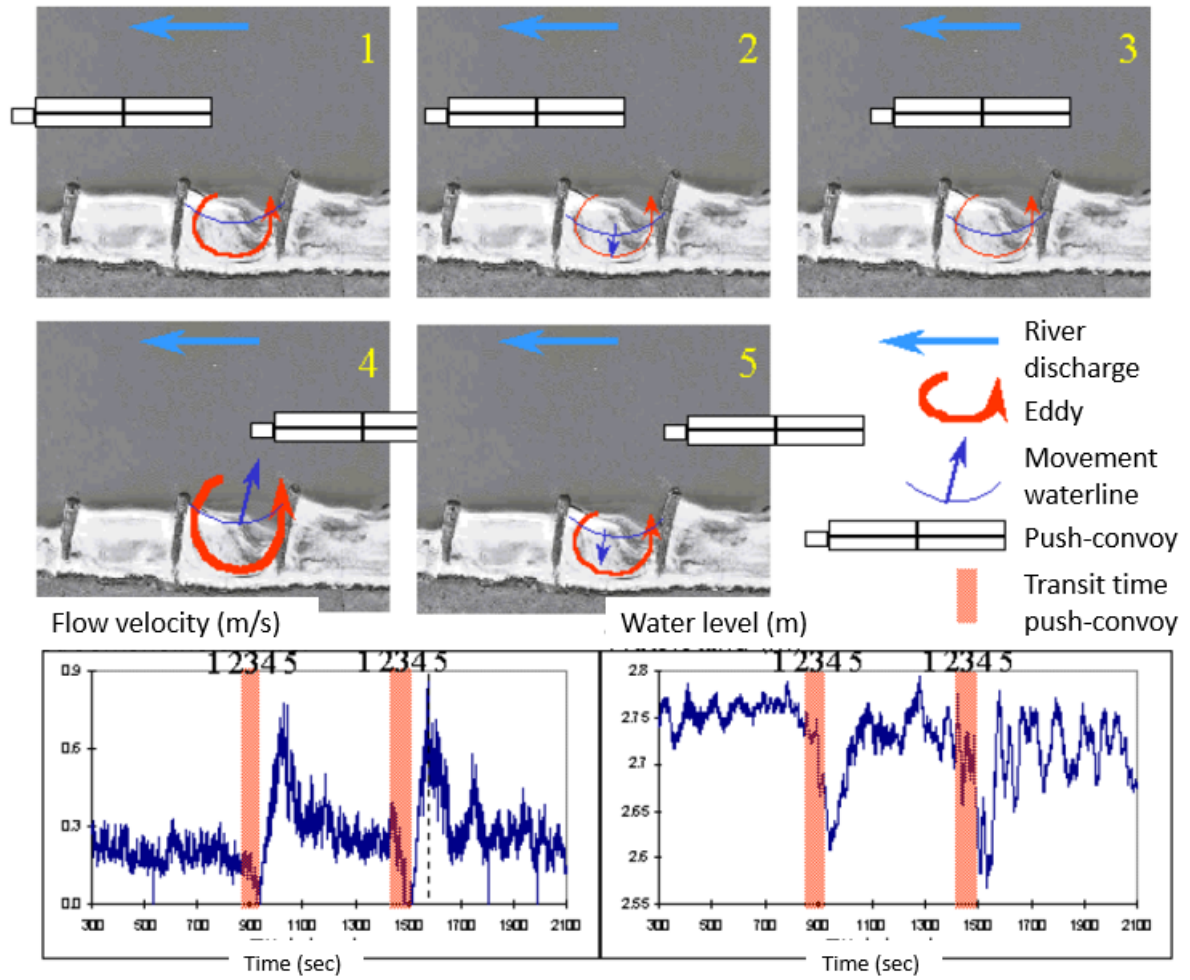 1
2
3
4
5
River
discharge
Eddy
Movement
waterline
Push-convoy
Transit time
push-convoy
Flow velocity (m/s)
Water level (m)
1 2 3 4 5
1 2 3 4 5
1 2 3 4 5
1 2 3 4 5
0.9
0.6
0.3
0.0
300 700 1100 1500 900 1300 1700 2100
Time (sec)
2.8
2.75
2.7
2.65
2.6
2.55
300 500 700 900 1100 1300 1500 1700 1900 2100
Time (sec)